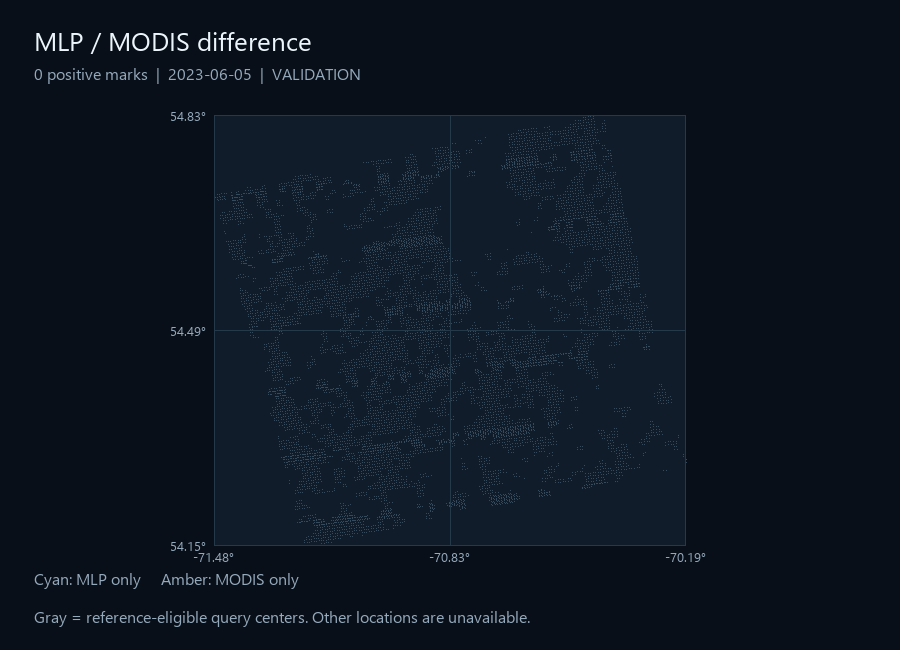 MLP / MODIS difference
0 positive marks | 2023-06-05 | VALIDATION
54.83°
54.49°
54.15°
-71.48° -70.83° -70.19°
Cyan: MLP only Amber: MODIS only
Gray = reference-eligible query centers. Other locations are unavailable.